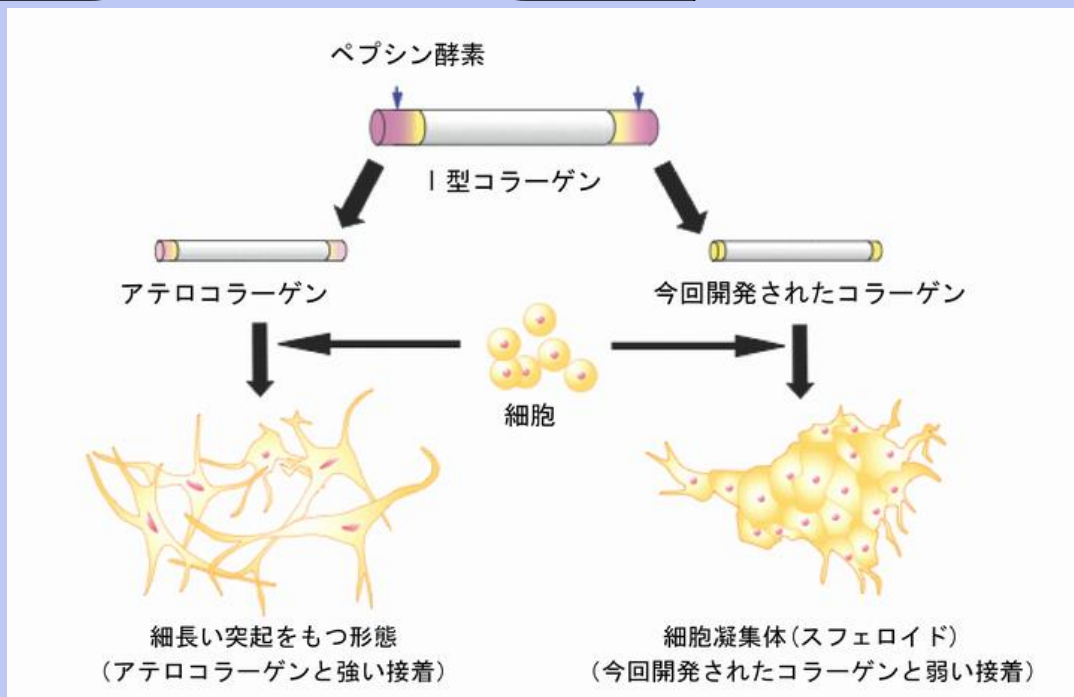 ペプシン酵素
Ⅰ型コラーゲン
アテロコラーゲン
今回開発されたコラーゲン
細胞
細長い突起をもつ形態
(アテロコラーゲンと強い接着)
細胞凝集体(スフェロイド)
(今回開発されたコラーゲンと弱い接着)